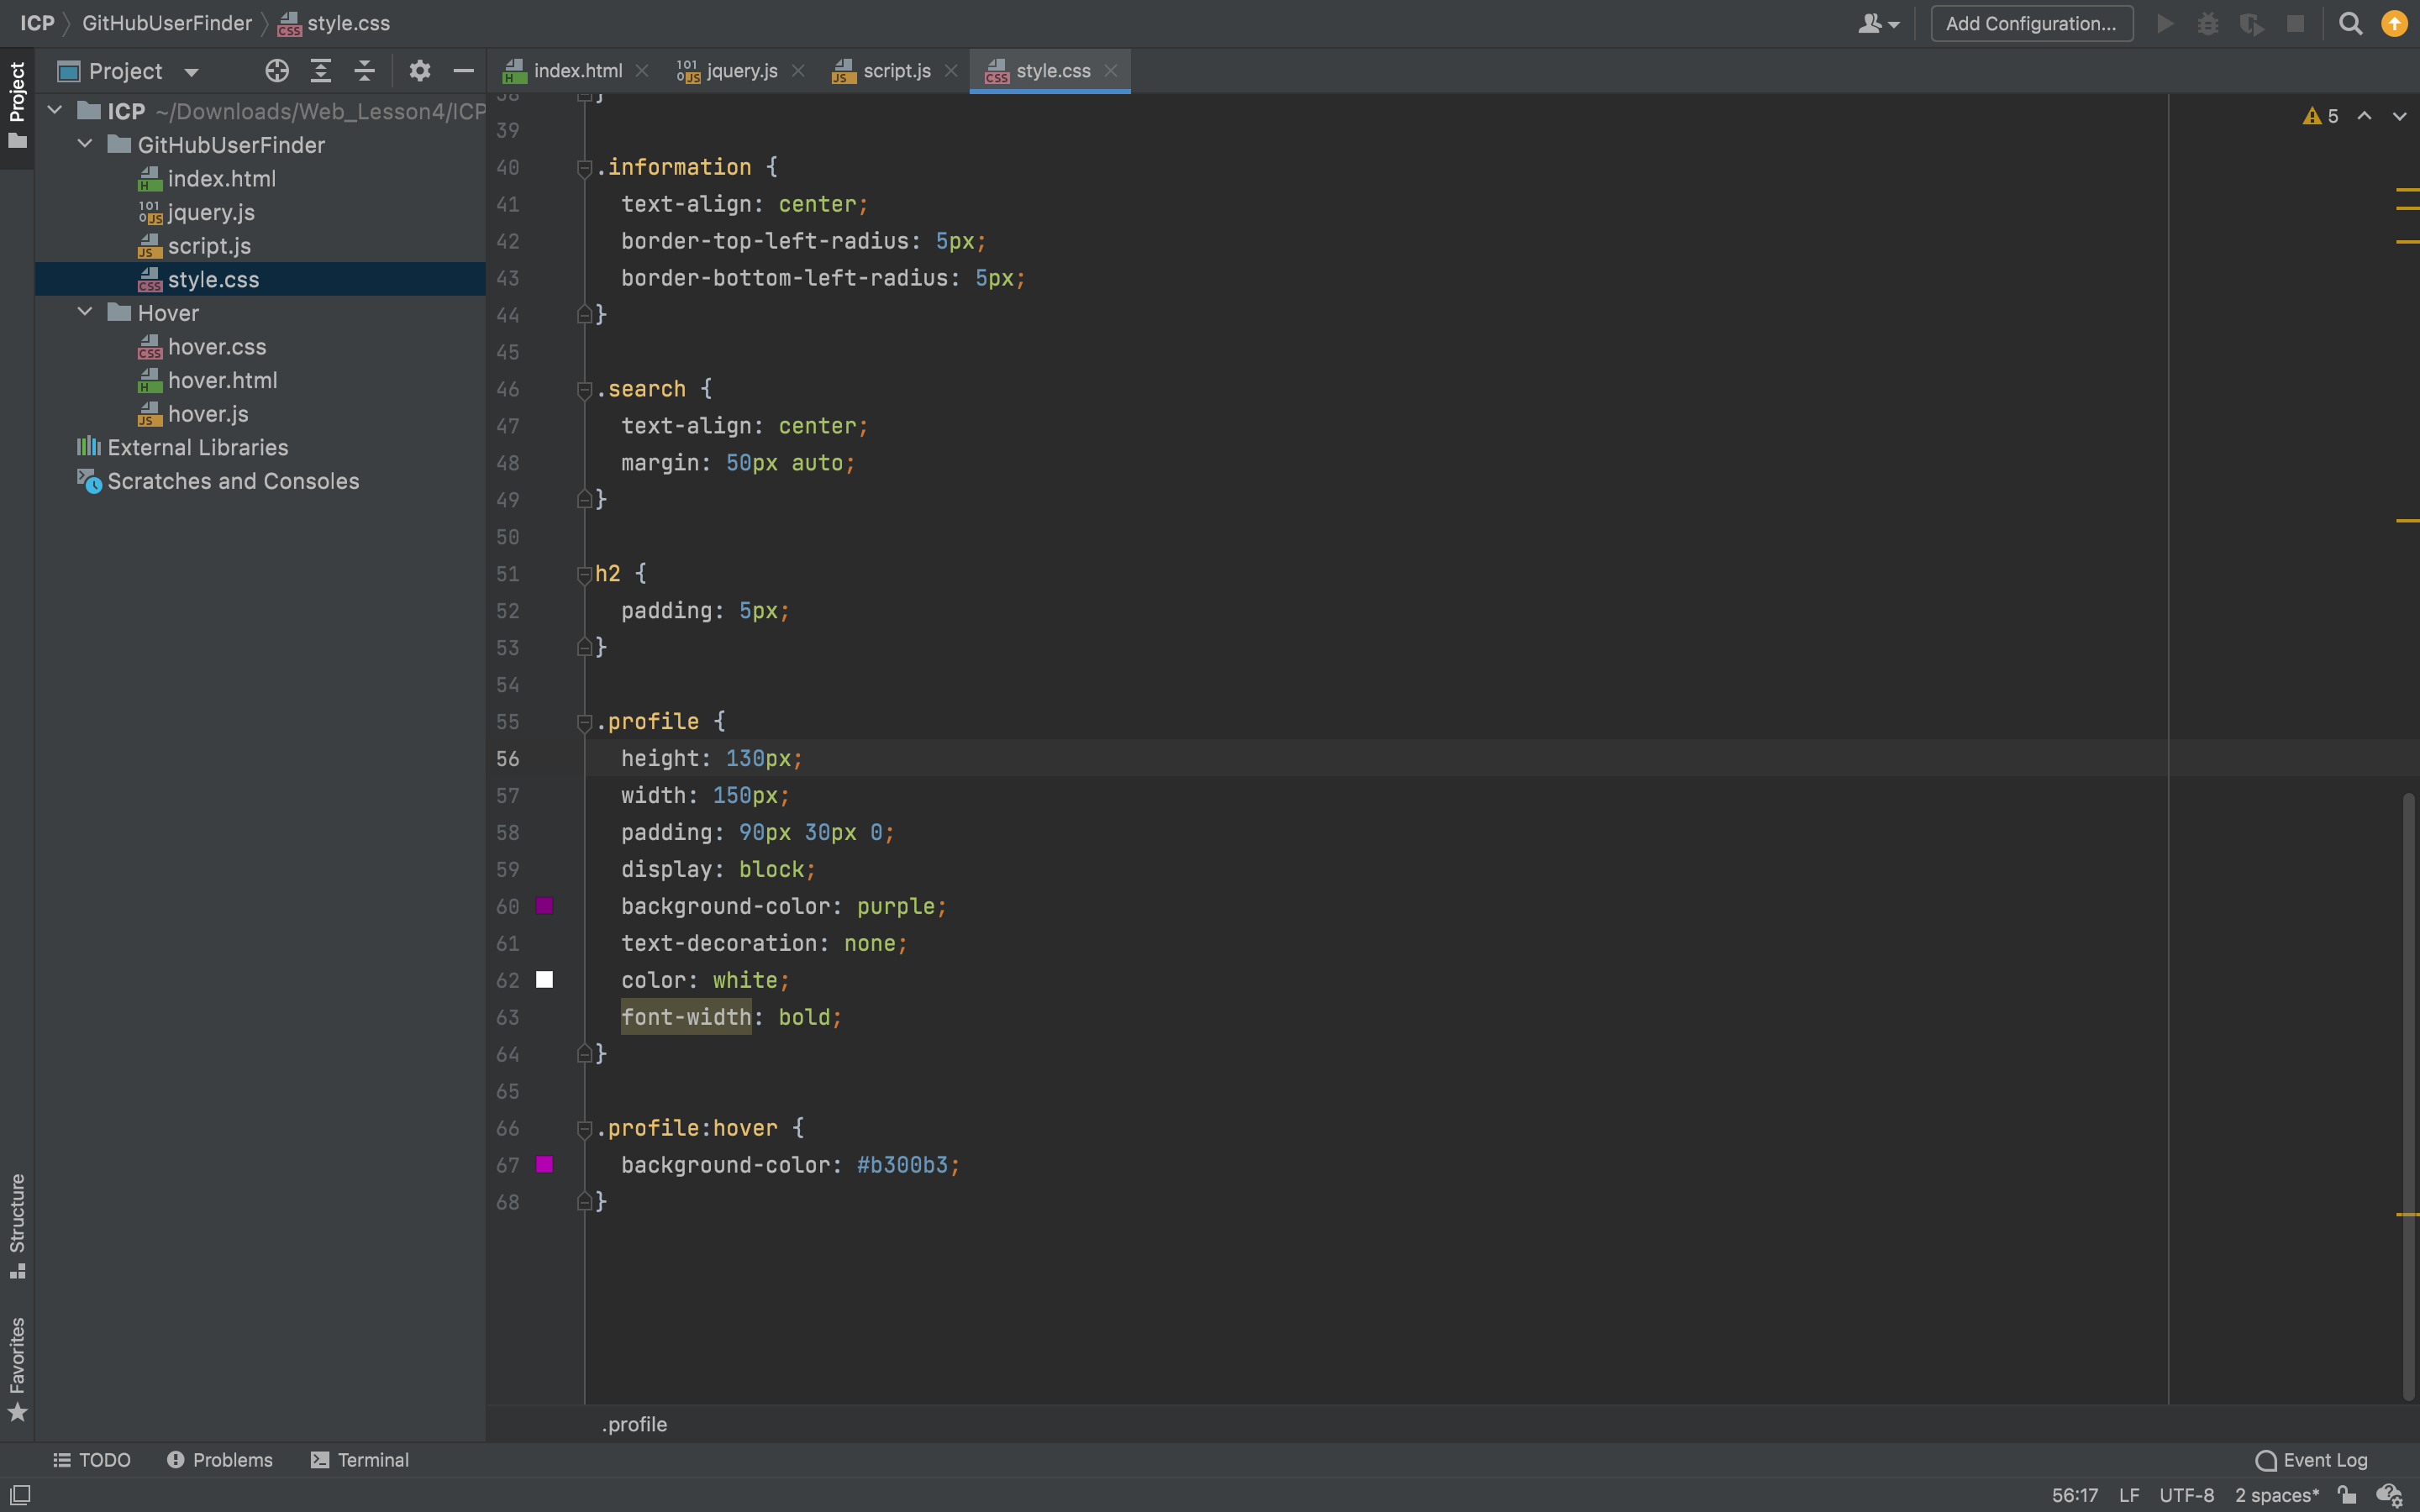 ICP GitHubUserFinder style.css
Add Configuration...
Project
Project
index.html jquery.js script.js style.css
ICP ~/Downloads/Web_Lesson4/ICP
GitHubUserFinder
index.html
jquery.js
script.js
style.css
Hover
hover.css
hover.html
hover.js
External Libraries
Scratches and Consoles
5
38 }
39
40 .information {
41 text-align: center;
42 border-top-left-radius: 5px;
43 border-bottom-left-radius: 5px;
44 }
45
46 .search {
47 text-align: center;
48 margin: 50px auto;
49 }
50
51 h2 {
52 padding: 5px;
53 }
54
55 .profile {
56 height: 130px;
57 width: 150px;
58 padding: 90px 30px 0;
59 display: block;
60 background-color: purple;
61 text-decoration: none;
62 color: white;
63 font-width: bold;
64 }
65
66 .profile:hover {
67 background-color: #b300b3;
68 }
.profile
Structure
Favorites
TODO Problems Terminal Event Log
56:17 LF UTF-8 2 spaces*